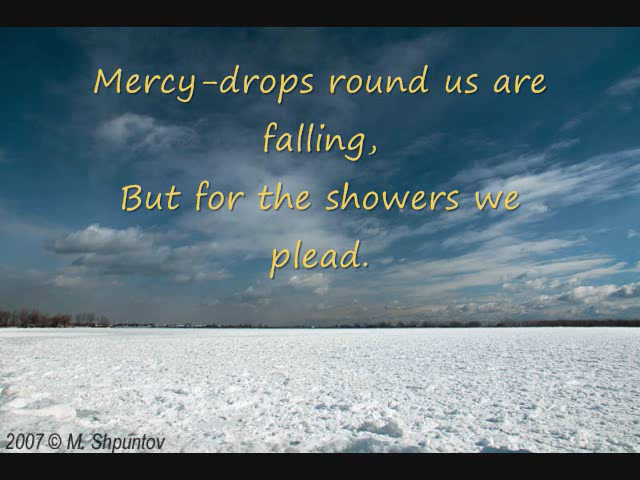 Mercy-drops round us are
falling,
But for the showers we
plead.
2007 © M. Shpuntov